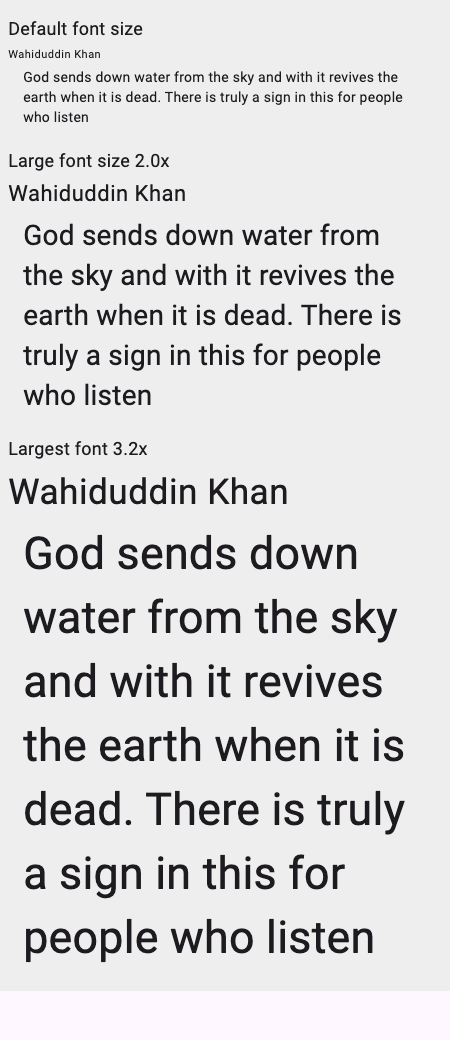 Default font size
Wahiduddin Khan
God sends down water from the sky and with it revives the
earth when it is dead. There is truly a sign in this for people
who listen
Large font size 2.0x
Wahiduddin Khan
God sends down water from
the sky and with it revives the
earth when it is dead. There is
truly a sign in this for people
who listen
Largest font 3.2x
Wahiduddin Khan
God sends down
water from the sky
and with it revives
the earth when it is
dead. There is truly
a sign in this for
people who listen